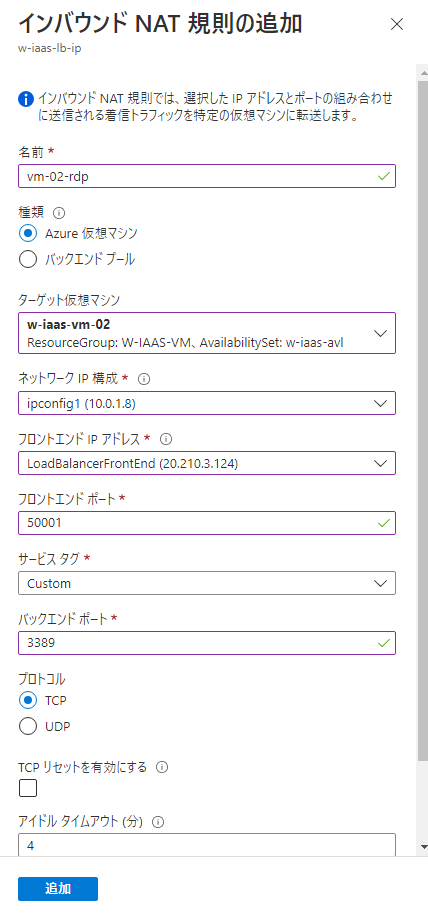 インバウンド NAT 規則の追加
w-iaas-lb-ip
インバウンド NAT 規則では、選択した IP アドレスとポートの組み合わせ
に送信される着信トラフィックを特定の仮想マシンに転送します。
名前 *
vm-02-rdp
種類
Azure 仮想マシン
バックエンド プール
ターゲット仮想マシン
w-iaas-vm-02
ResourceGroup: W-IAAS-VM、AvailabilitySet: w-iaas-avl
ネットワーク IP 構成 *
ipconfig1 (10.0.1.8)
フロントエンド IP アドレス *
LoadBalancerFrontEnd (20.210.3.124)
フロントエンド ポート *
50001
サービス タグ *
Custom
バックエンド ポート *
3389
プロトコル
TCP
UDP
TCP リセットを有効にする
アイドル タイムアウト (分)
4
追加